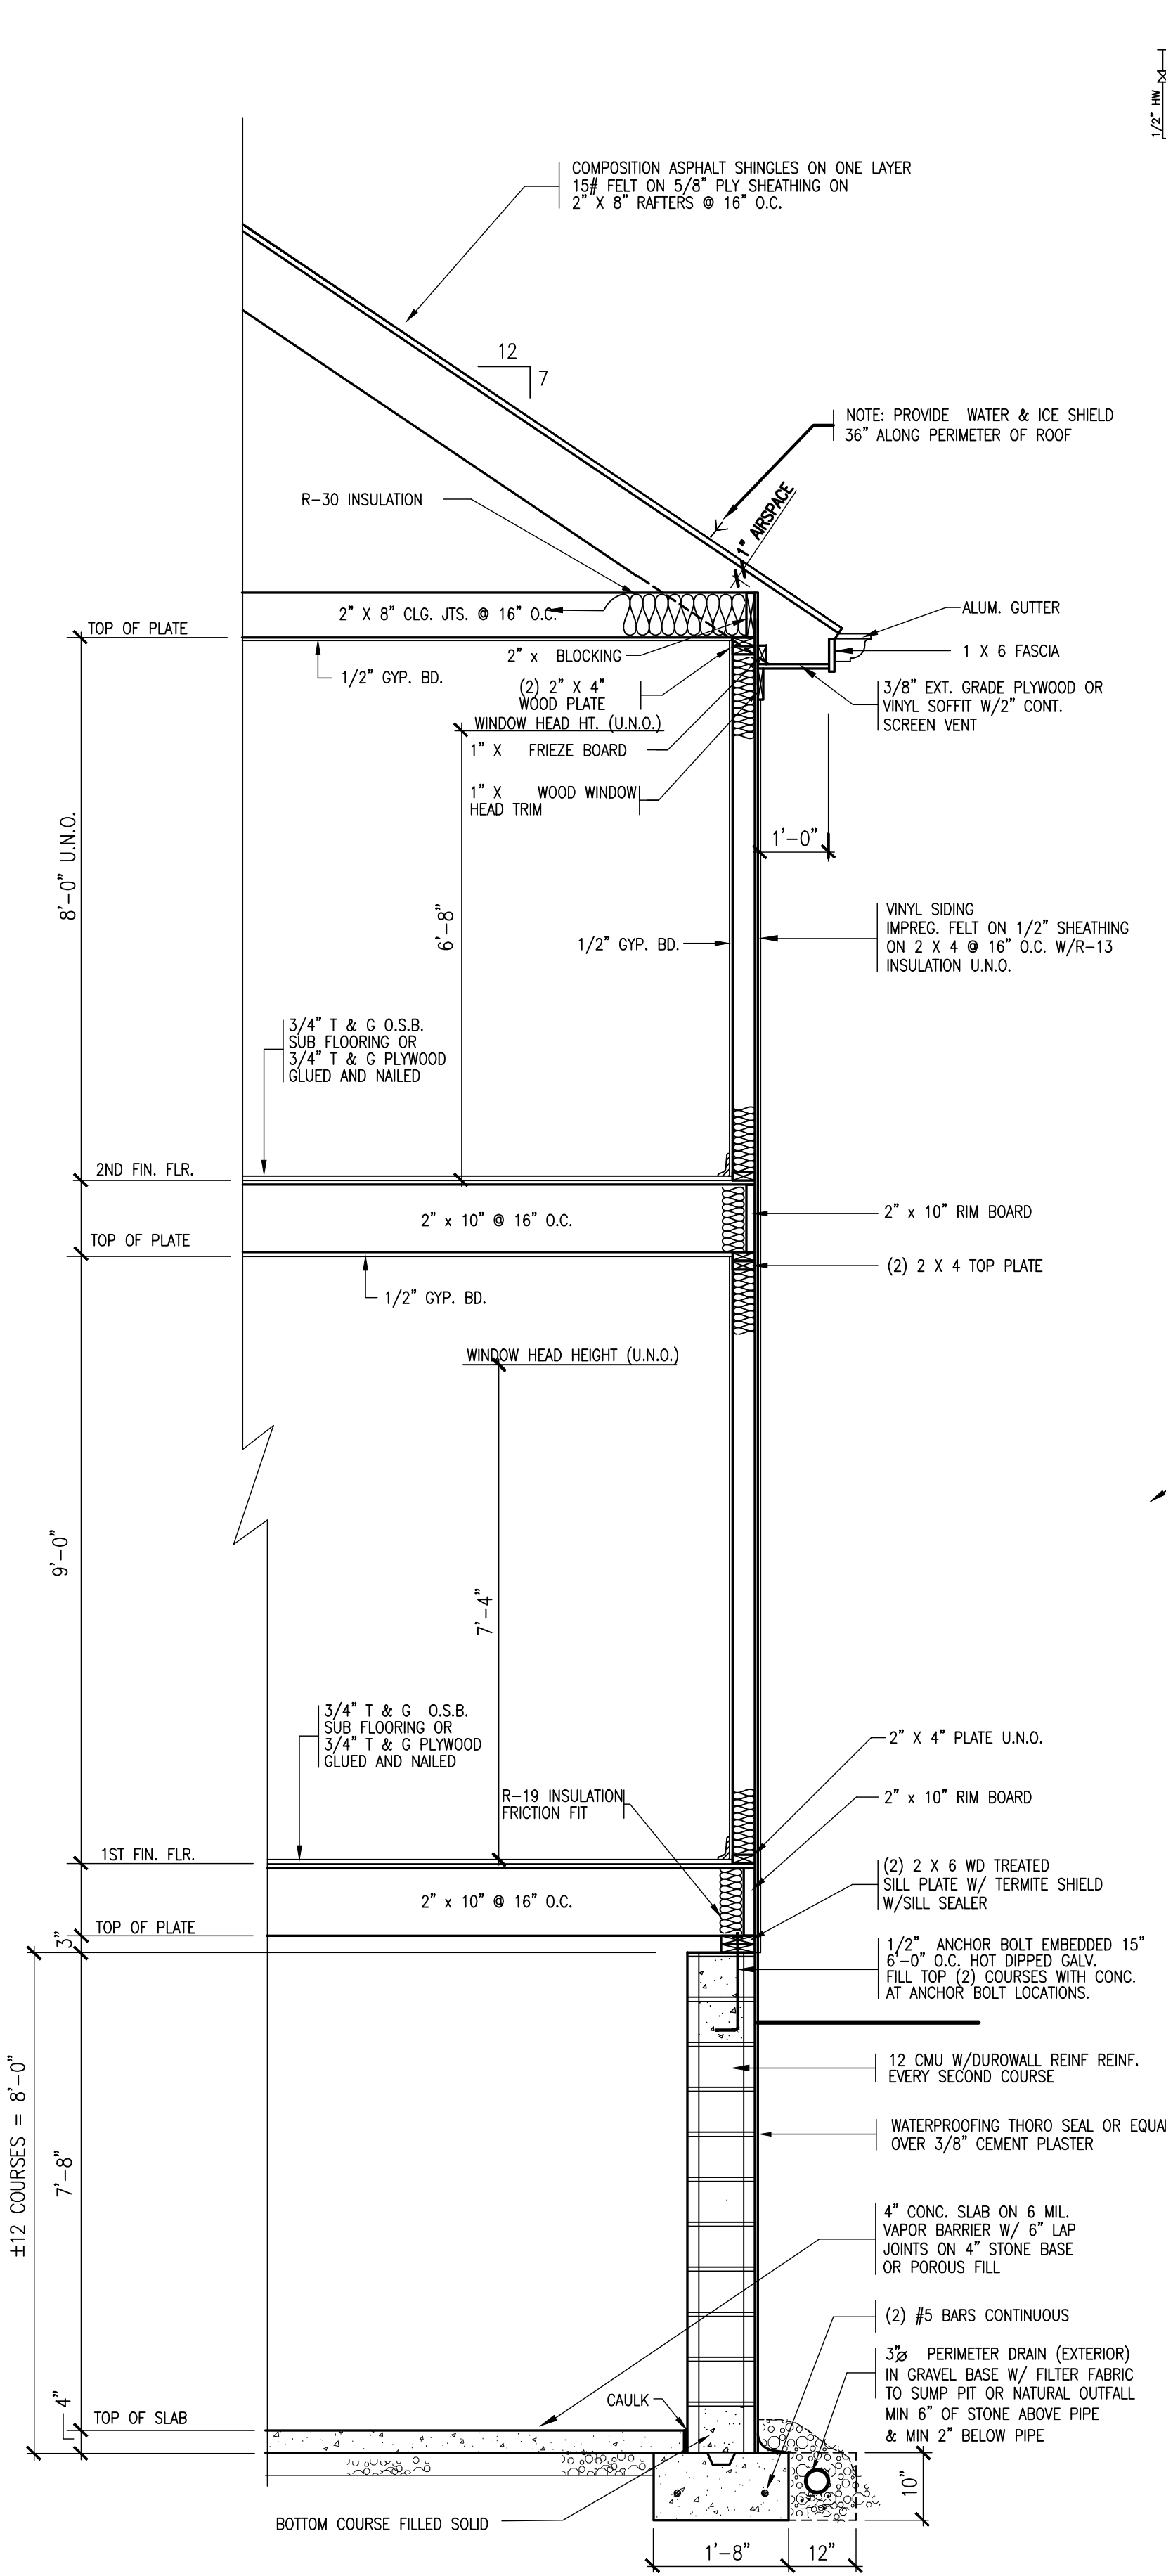 1/2" HW
COMPOSITION ASPHALT SHINGLES ON ONE LAYER
15# FELT ON 5/8" PLY SHEATHING ON
2" X 8" RAFTERS @ 16" O.C.
12
7
NOTE: PROVIDE WATER & ICE SHIELD
36" ALONG PERIMETER OF ROOF
R-30 INSULATION
1" AIRSPACE
2" X 8" CLG. JTS. @ 16" O.C.
ALUM. GUTTER
TOP OF PLATE
1 X 6 FASCIA
2" x BLOCKING
1/2" GYP. BD.
(2) 2" X 4"
WOOD PLATE
3/8" EXT. GRADE PLYWOOD OR
VINYL SOFFIT W/2" CONT.
SCREEN VENT
WINDOW HEAD HT. (U.N.O.)
1" X FRIEZE BOARD
1" X WOOD WINDOW
HEAD TRIM
1'-0"
8'-0" U.N.O.
6'-8"
VINYL SIDING
IMPREG. FELT ON 1/2" SHEATHING
ON 2 X 4 @ 16" O.C. W/R-13
INSULATION U.N.O.
1/2" GYP. BD.
3/4" T & G O.S.B.
SUB FLOORING OR
3/4" T & G PLYWOOD
GLUED AND NAILED
2ND FIN. FLR.
2" x 10" @ 16" O.C.
2" x 10" RIM BOARD
TOP OF PLATE
(2) 2 X 4 TOP PLATE
1/2" GYP. BD.
WINDOW HEAD HEIGHT (U.N.O.)
9'-0"
7'-4"
3/4" T & G O.S.B.
SUB FLOORING OR
3/4" T & G PLYWOOD
GLUED AND NAILED
2" X 4" PLATE U.N.O.
R-19 INSULATION
FRICTION FIT
2" x 10" RIM BOARD
1ST FIN. FLR.
(2) 2 X 6 WD TREATED
SILL PLATE W/ TERMITE SHIELD
W/SILL SEALER
2" x 10" @ 16" O.C.
TOP OF PLATE
3"
1/2" ANCHOR BOLT EMBEDDED 15"
6'-0" O.C. HOT DIPPED GALV.
FILL TOP (2) COURSES WITH CONC.
AT ANCHOR BOLT LOCATIONS.
12 CMU W/DUROWALL REINF REINF.
EVERY SECOND COURSE
±12 COURSES = 8'-0"
7'-8"
WATERPROOFING THORO SEAL OR EQUA
OVER 3/8" CEMENT PLASTER
4" CONC. SLAB ON 6 MIL.
VAPOR BARRIER W/ 6" LAP
JOINTS ON 4" STONE BASE
OR POROUS FILL
(2) #5 BARS CONTINUOUS
3"ø PERIMETER DRAIN (EXTERIOR)
IN GRAVEL BASE W/ FILTER FABRIC
TO SUMP PIT OR NATURAL OUTFALL
MIN 6" OF STONE ABOVE PIPE
& MIN 2" BELOW PIPE
CAULK
4"
TOP OF SLAB
10"
BOTTOM COURSE FILLED SOLID
1'-8"
12"